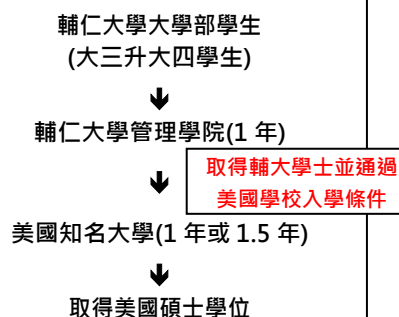 輔仁大學大學部學生
(大三升大四學生)
輔仁大學管理學院(1 年)
取得輔大學士並通過
美國學校入學條件
美國知名大學(1 年或 1.5 年)
取得美國碩士學位